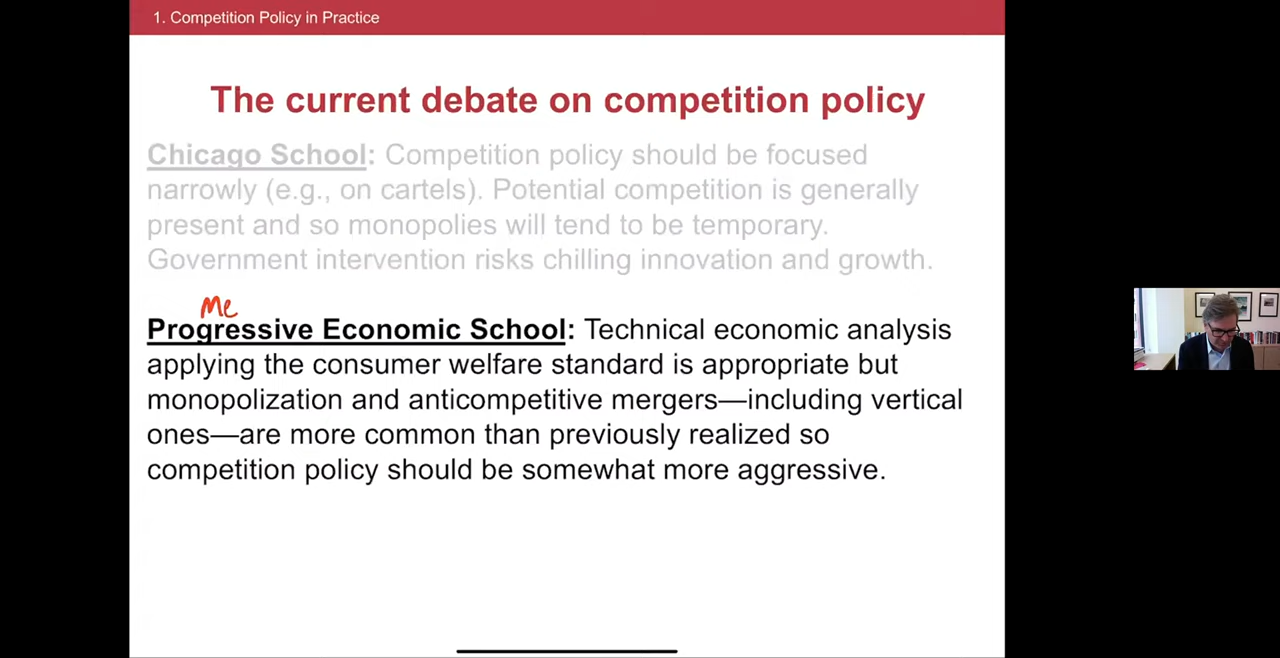 1. Competition Policy in Practice
The current debate on competition policy
Chicago School: Competition policy should be focused
narrowly (e.g., on cartels). Potential competition is generally
present and so monopolies will tend to be temporary.
Government intervention risks chilling innovation and growth.
Me
Progressive Economic School: Technical economic analysis
applying the consumer welfare standard is appropriate but
monopolization and anticompetitive mergers—including vertical
ones—are more common than previously realized so
competition policy should be somewhat more aggressive.